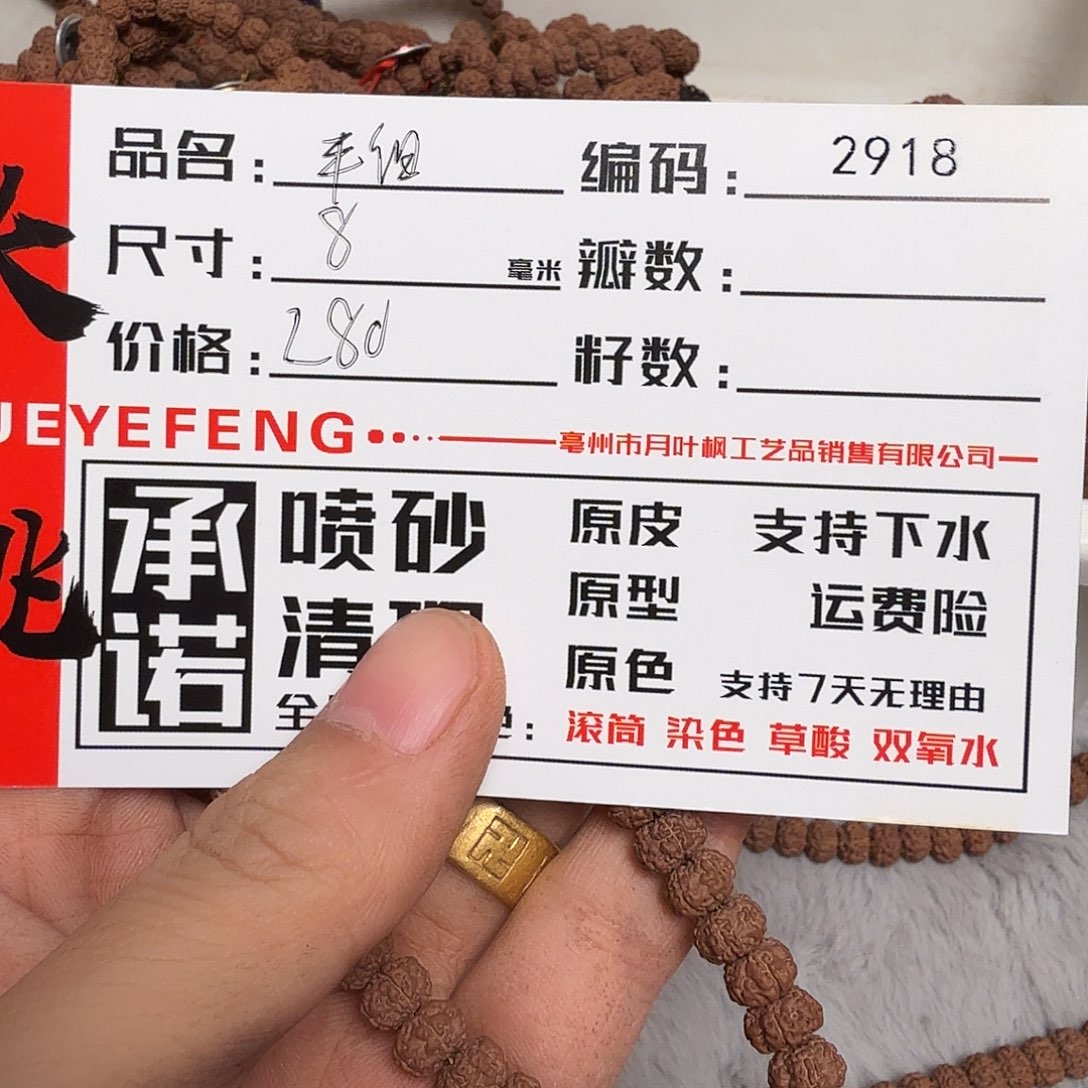 品名： 编码：2918
尺寸：8毫米 瓣数：
价格：280 籽数：
UEYEFENG 亳州市月叶枫工艺品销售有限公司
承诺
喷砂 原皮 支持下水
清理 原型 运费险
原色 支持7天无理由
全 色：滚筒 染色 草酸 双氧水